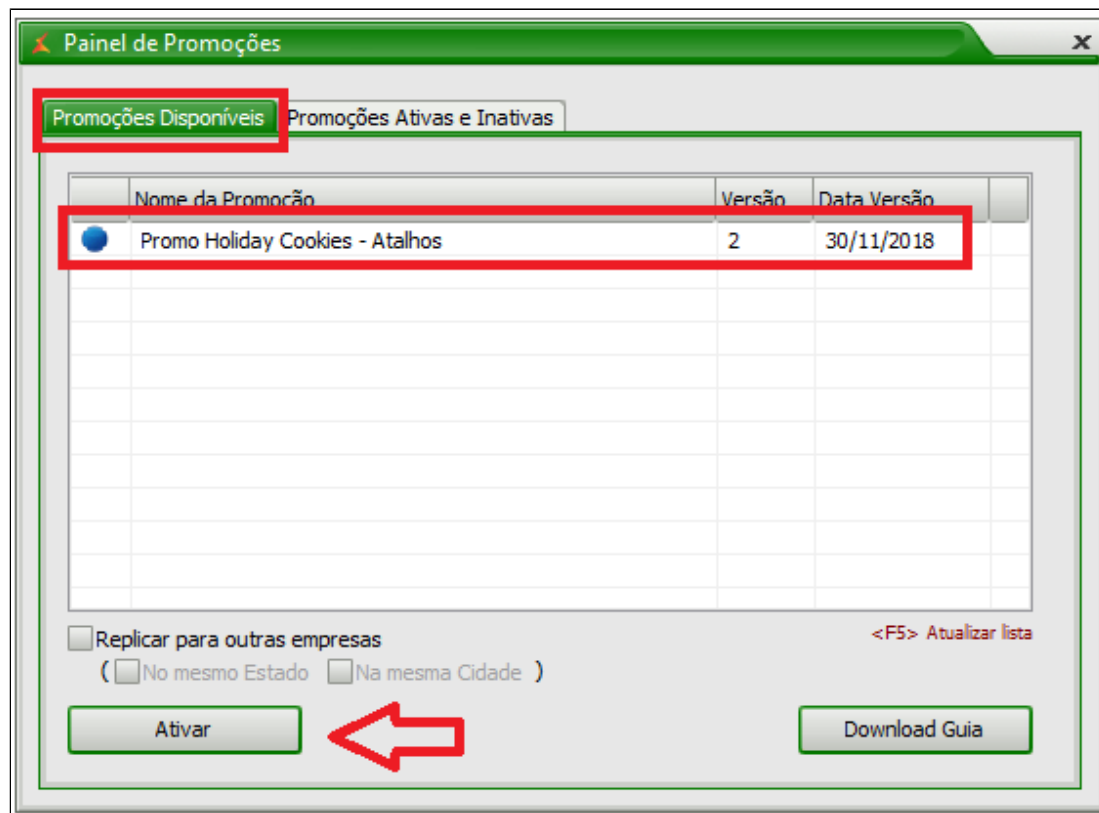 Painel de Promoções
x
Promoções Disponíveis Promoções Ativas e Inativas
Nome da Promoção Versão Data Versão
Promo Holiday Cookies - Atalhos 2 30/11/2018
Replicar para outras empresas <F5> Atualizar lista
( No mesmo Estado Na mesma Cidade )
Ativar Download Guia